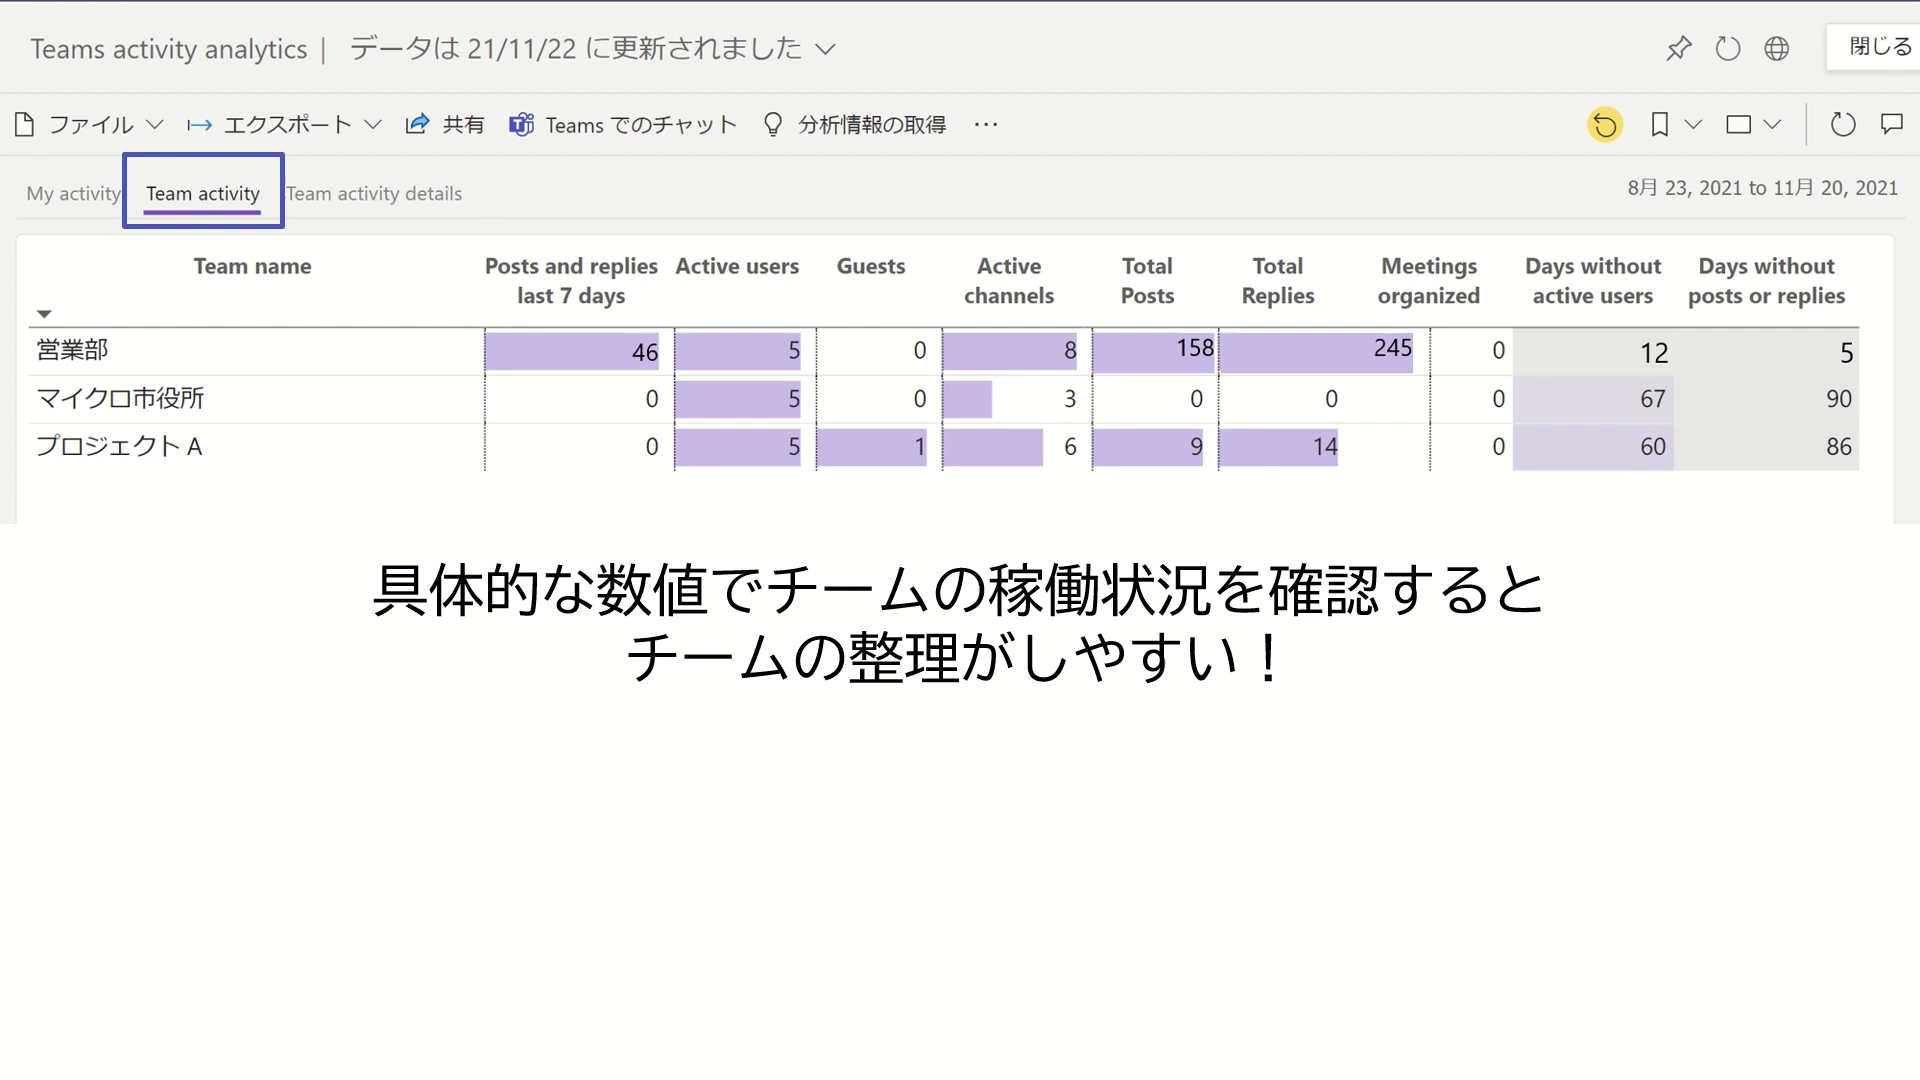 Teams activity analytics | データは 21/11/22 に更新されました
閉じる
ファイル エクスポート 共有 Teams でのチャット 分析情報の取得 …
My activity Team activity Team activity details
8月 23, 2021 to 11月 20, 2021
Team name Posts and replies last 7 days Active users Guests Active channels Total Posts Total Replies Meetings organized Days without active users Days without posts or replies
営業部 46 5 0 8 158 245 0 12 5
マイクロ市役所 0 5 0 3 0 0 0 67 90
プロジェクト A 0 5 1 6 9 14 0 60 86
具体的な数値でチームの稼働状況を確認すると
チームの整理がしやすい！